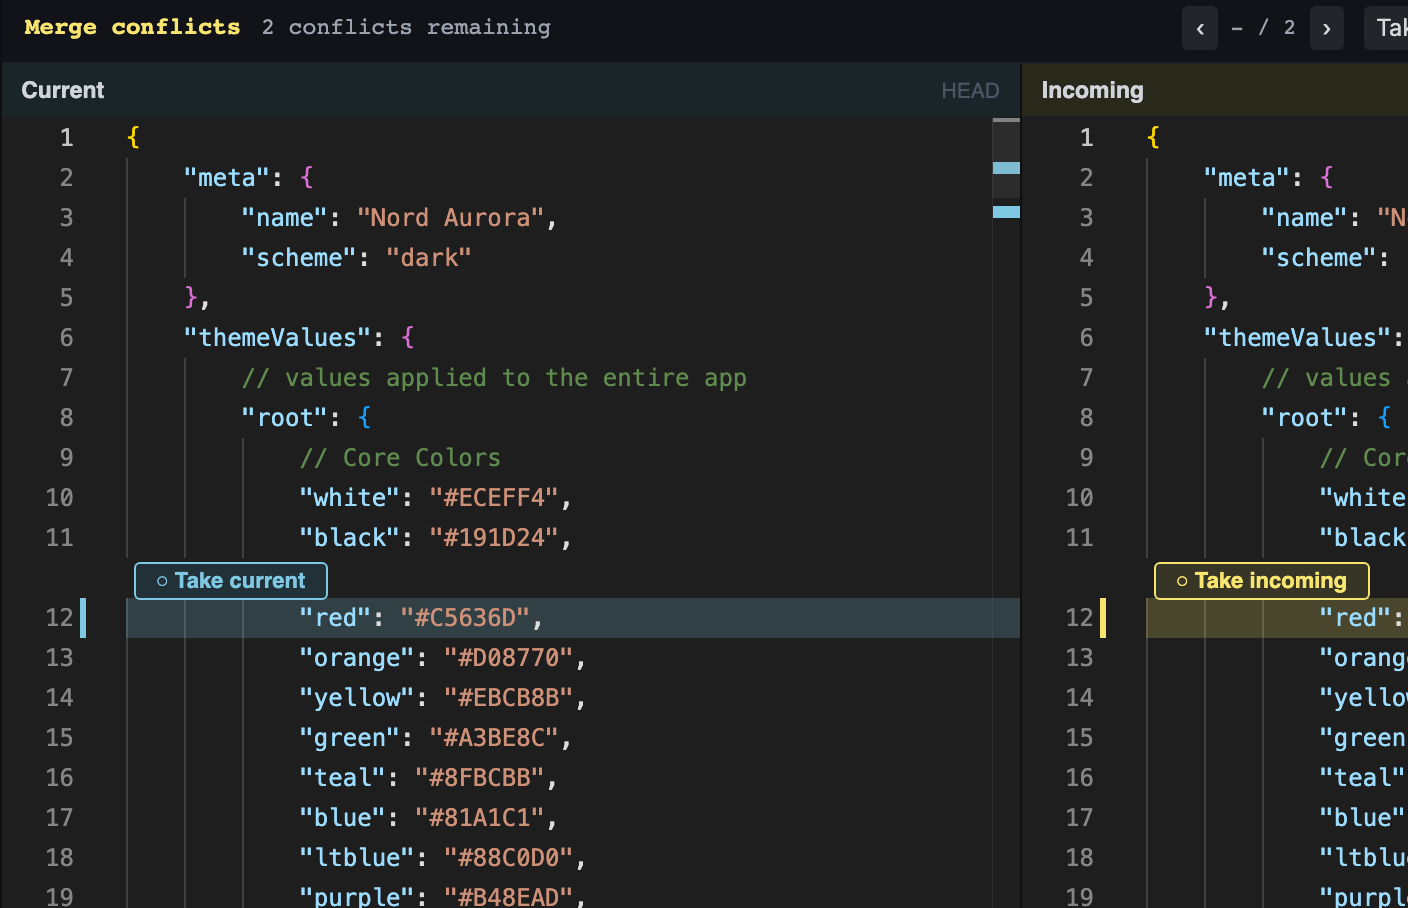 Merge conflicts 2 conflicts remaining ‹ – / 2 ›
Current HEAD
1 {
2 "meta": {
3 "name": "Nord Aurora",
4 "scheme": "dark"
5 },
6 "themeValues": {
7 // values applied to the entire app
8 "root": {
9 // Core Colors
10 "white": "#ECEFF4",
11 "black": "#191D24",
○ Take current
12 "red": "#C5636D",
13 "orange": "#D08770",
14 "yellow": "#EBCB8B",
15 "green": "#A3BE8C",
16 "teal": "#8FBCBB",
17 "blue": "#81A1C1",
18 "ltblue": "#88C0D0",
19 "purple": "#B48EAD",
Incoming
1 {
2 "meta": {
3 "name": "N
4 "scheme":
5 },
6 "themeValues":
7 // values
8 "root": {
9 // Cor
10 "white
11 "black
○ Take incoming
12 "red":
13 "orang
14 "yello
15 "green
16 "teal"
17 "blue"
18 "ltblu
19 "purpl